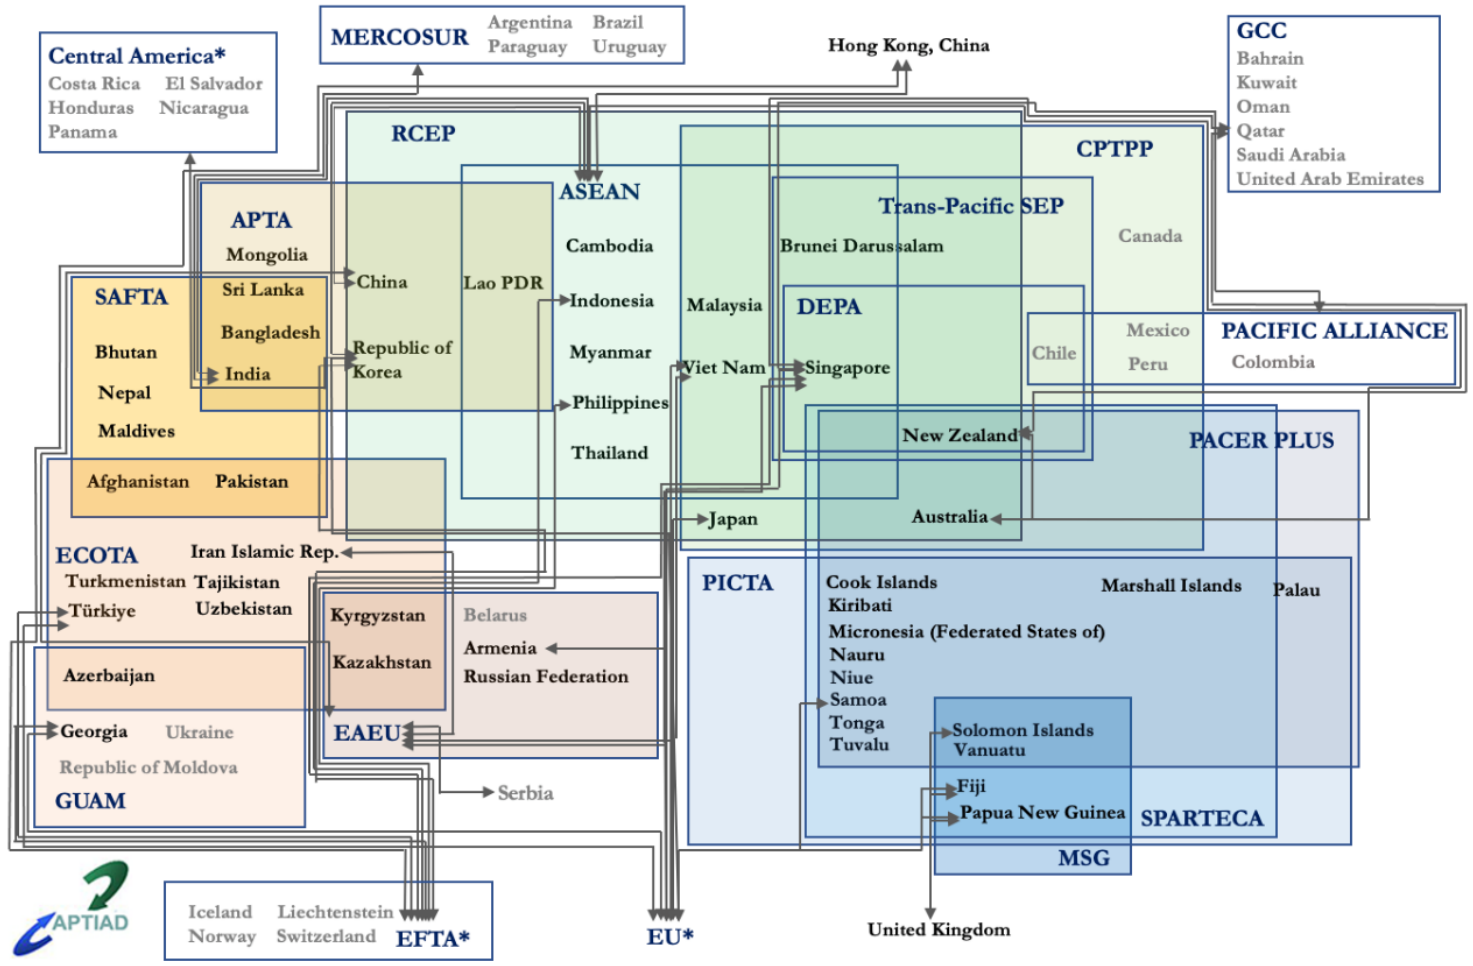 MERCOSUR
Argentina Brazil
Paraguay Uruguay
Hong Kong, China
GCC
Bahrain
Kuwait
Oman
Qatar
Saudi Arabia
United Arab Emirates
Central America*
Costa Rica El Salvador
Honduras Nicaragua
Panama
RCEP
CPTPP
ASEAN
Trans-Pacific SEP
APTA
Mongolia
Cambodia
Brunei Darussalam
Canada
SAFTA
Sri Lanka
China
Lao PDR
Indonesia
Malaysia
DEPA
Bangladesh
Bhutan
Republic of
Korea
Myanmar
Viet Nam
Singapore
Chile
Mexico
Peru
PACIFIC ALLIANCE
Colombia
India
Nepal
Maldives
Philippines
Thailand
New Zealand
PACER PLUS
Afghanistan Pakistan
Japan
Australia
ECOTA
Iran Islamic Rep.
Turkmenistan Tajikistan
Türkiye Uzbekistan
PICTA
Cook Islands
Kiribati
Marshall Islands
Palau
Micronesia (Federated States of)
Nauru
Niue
Samoa
Tonga
Tuvalu
Kyrgyzstan
Kazakhstan
Belarus
Armenia
Russian Federation
EAEU
Azerbaijan
Georgia Ukraine
Republic of Moldova
GUAM
Serbia
Solomon Islands
Vanuatu
Fiji
Papua New Guinea
SPARTECA
MSG
APTIAD
Iceland Liechtenstein
Norway Switzerland
EFTA*
EU*
United Kingdom